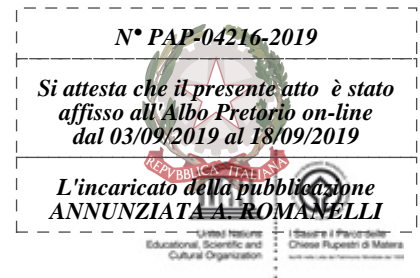 N° PAP-04216-2019
Si attesta che il presente atto è stato
affisso all'Albo Pretorio on-line
dal 03/09/2019 al 18/09/2019
REPVBBLICA ITALIANA
L'incaricato della pubblicazione
ANNUNZIATA A. ROMANELLI
United Nations
Educational, Scientific and
Cultural Organization
I Sassi e il Parco delle
Chiese Rupestri di Matera